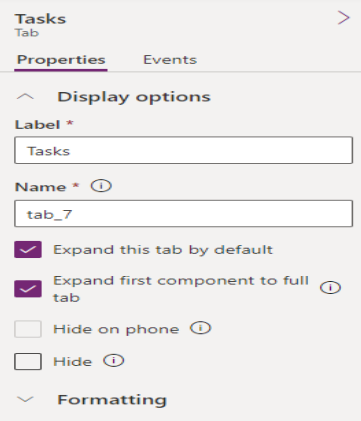 Tasks
Tab
Properties Events
Display options
Label *
Tasks
Name *
tab_7
Expand this tab by default
Expand first component to full
tab
Hide on phone
Hide
Formatting